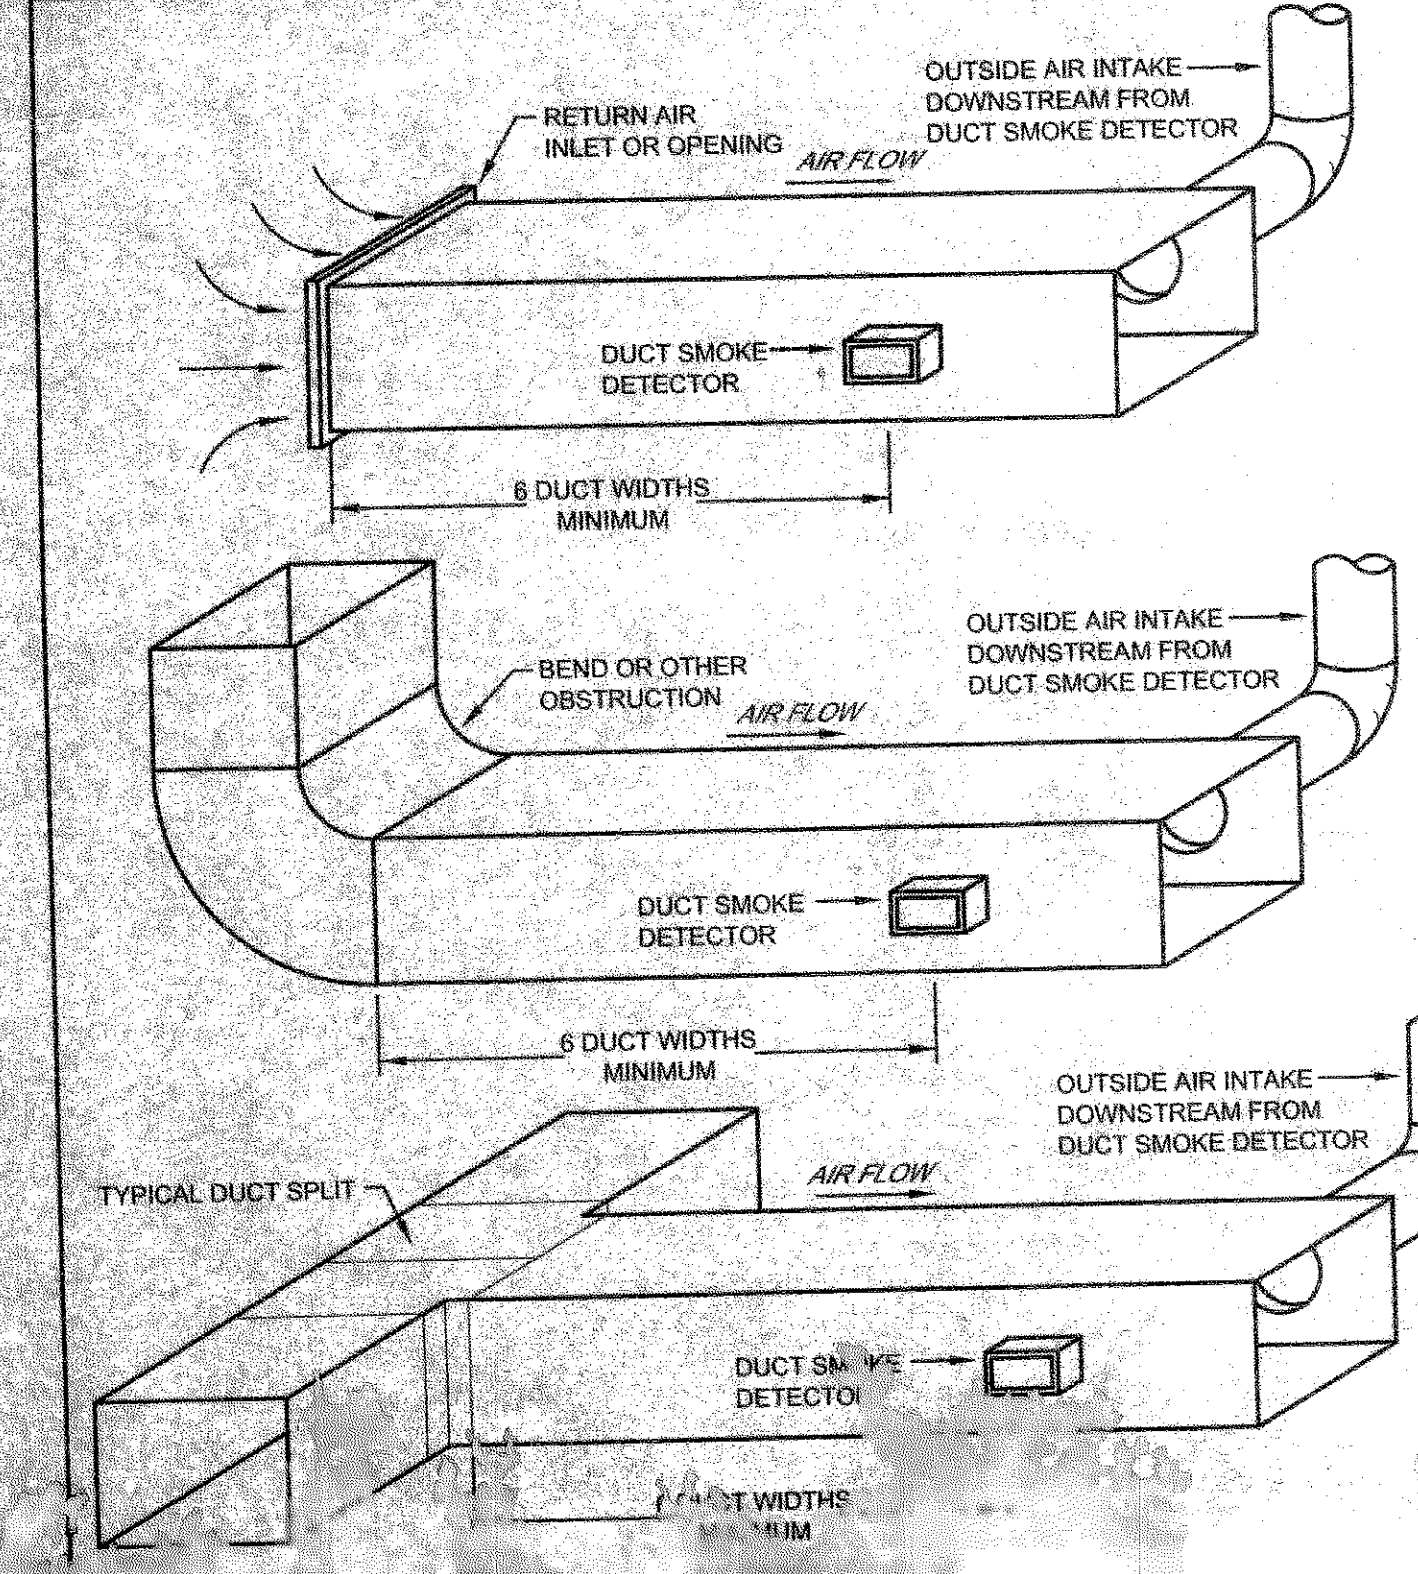 OUTSIDE AIR INTAKE
DOWNSTREAM FROM
DUCT SMOKE DETECTOR
RETURN AIR
INLET OR OPENING
AIR FLOW
DUCT SMOKE
DETECTOR
6 DUCT WIDTHS
MINIMUM
OUTSIDE AIR INTAKE
DOWNSTREAM FROM
DUCT SMOKE DETECTOR
BEND OR OTHER
OBSTRUCTION
AIR FLOW
DUCT SMOKE
DETECTOR
6 DUCT WIDTHS
MINIMUM
OUTSIDE AIR INTAKE
DOWNSTREAM FROM
DUCT SMOKE DETECTOR
AIR FLOW
TYPICAL DUCT SPLIT
DUCT
WIDTHS